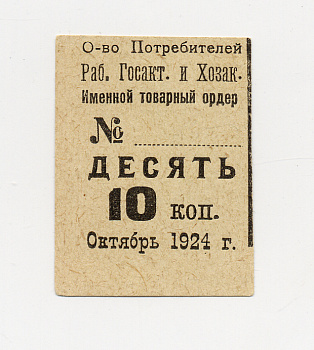 О-во Потребителей
Раб. Госакт. и Хозак.
Именной товарный ордер
№
ДЕСЯТЬ
10 коп.
Октябрь 1924 г.